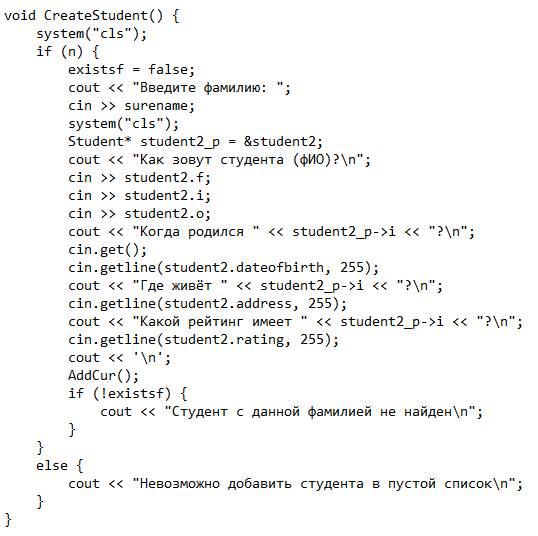 void CreateStudent() {
    system("cls");
    if (n) {
        existsf = false;
        cout << "Введите фамилию: ";
        cin >> surename;
        system("cls");
        Student* student2_p = &student2;
        cout << "Как зовут студента (фИО)?\n";
        cin >> student2.f;
        cin >> student2.i;
        cin >> student2.o;
        cout << "Когда родился " << student2_p->i << "?\n";
        cin.get();
        cin.getline(student2.dateofbirth, 255);
        cout << "Где живёт " << student2_p->i << "?\n";
        cin.getline(student2.address, 255);
        cout << "Какой рейтинг имеет " << student2_p->i << "?\n";
        cin.getline(student2.rating, 255);
        cout << '\n';
        AddCur();
        if (!existsf) {
            cout << "Студент с данной фамилией не найден\n";
        }
    }
    else {
        cout << "Невозможно добавить студента в пустой список\n";
    }
}